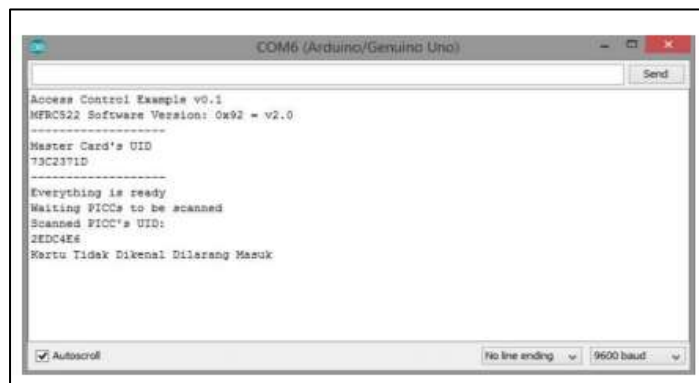 COM6 (Arduino/Genuino Uno)
Send
Access Control Example v0.1
MFRC522 Software Version: 0x92 = v2.0
-------------------
Master Card's UID
73C2371D
-------------------
Everything is ready
Waiting PICCs to be scanned
Scanned PICC's UID:
2EDC4E6
Kartu Tidak Dikenal Dilarang Masuk
Autoscroll
No line ending
9600 baud